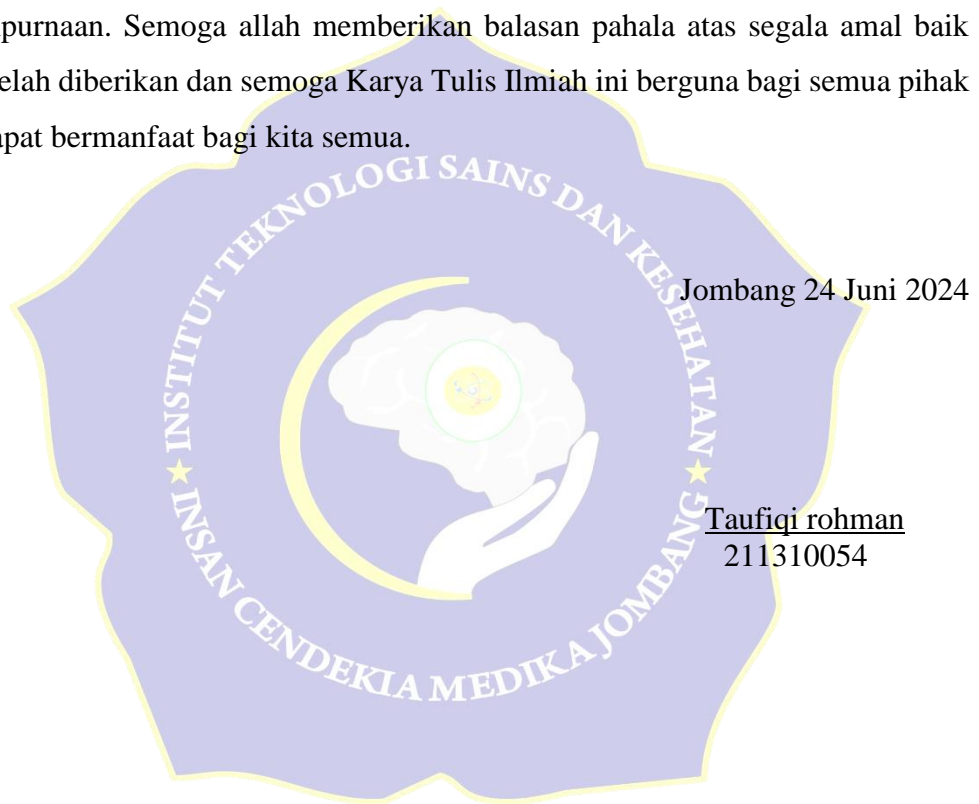 purnaan. Semoga allah memberikan balasan pahala atas segala amal baik
elah diberikan dan semoga Karya Tulis Ilmiah ini berguna bagi semua pihak
apat bermanfaat bagi kita semua.
INSTITUT TEKNOLOGI SAINS DAN KESEHATAN
Jombang 24 Juni 2024
Taufiqi rohman
211310054
INSAN CENDEKIA MEDIKA JOMBANG